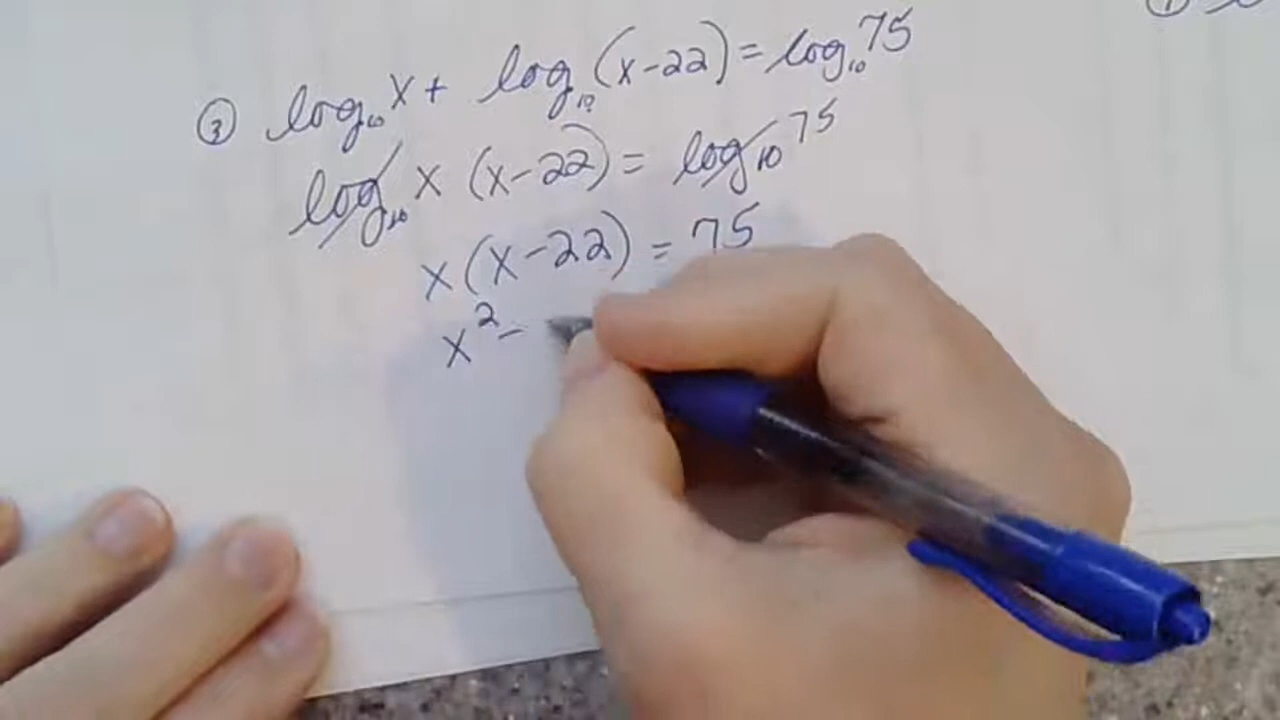 ③ log₁₀ x + log₁₀ (x-22) = log₁₀ 75
log₁₀ x (x-22) = log₁₀ 75
x (x-22) = 75
x² -